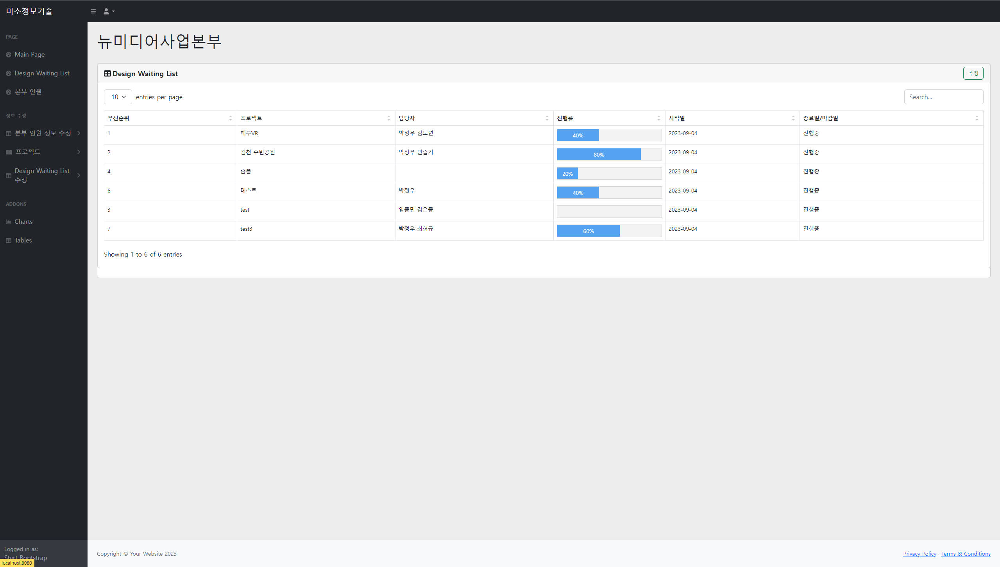 미소정보기술
PAGE
Main Page
Design Waiting List
본부 인원
정보 수정
본부 인원 정보 수정
프로젝트
Design Waiting List
수정
ADDONS
Charts
Tables
Logged in as:
Start Bootstrap
localhost:8080
뉴미디어사업본부
Design Waiting List 수정
10 entries per page Search...
우선순위 프로젝트 담당자 진행률 시작일 종료일/마감일
1 해부VR 박정우 김도연 40% 2023-09-04 진행중
2 김천 수변공원 박정우 민슬기 80% 2023-09-04 진행중
4 숨플 20% 2023-09-04 진행중
6 테스트 박정우 40% 2023-09-04 진행중
3 test 임종민 김은종 2023-09-04 진행중
7 test3 박정우 최형규 60% 2023-09-04 진행중
Showing 1 to 6 of 6 entries
Copyright © Your Website 2023 Privacy Policy · Terms & Conditions